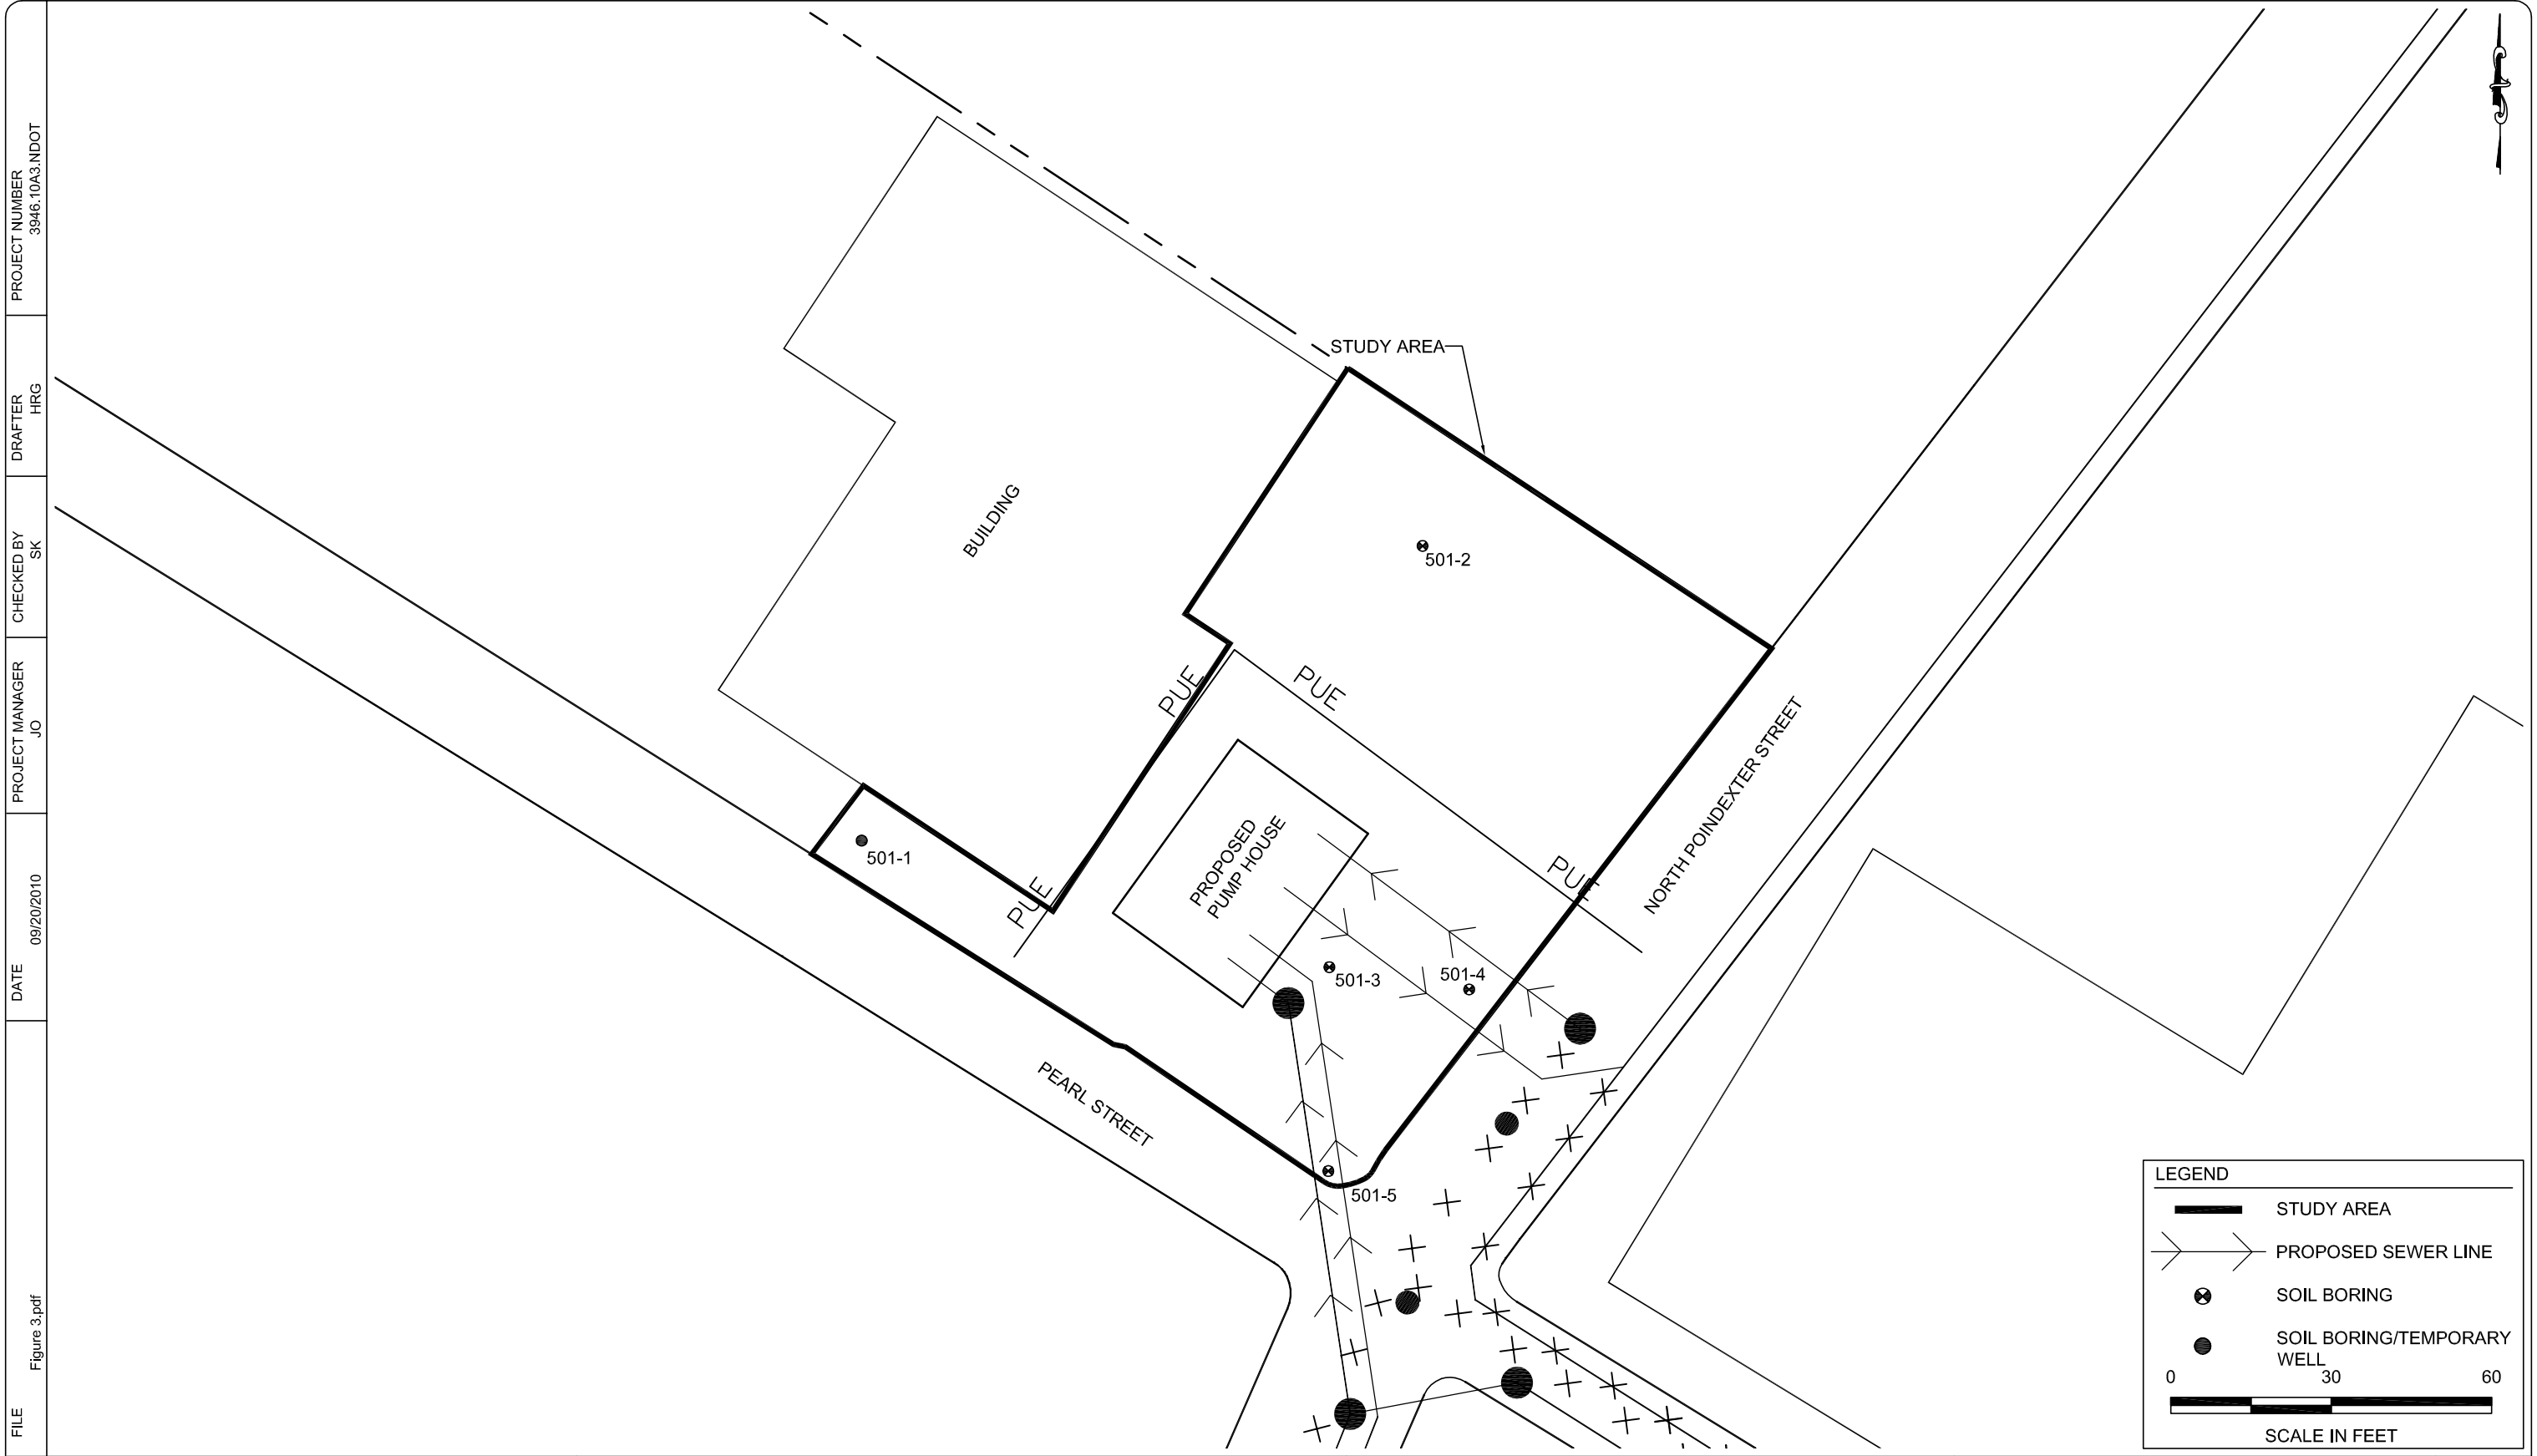 PROJECT NUMBER
3946.10A3.NDOT
DRAFTER
HRG
CHECKED BY
SK
PROJECT MANAGER
JO
DATE
09/20/2010
FILE
Figure 3.pdf
STUDY AREA
BUILDING
501-2
PUE
PUE
NORTH POINDEXTER STREET
PROPOSED
PUMP HOUSE
501-1
PUE
PUE
501-3
501-4
PEARL STREET
501-5
LEGEND
STUDY AREA
PROPOSED SEWER LINE
SOIL BORING
SOIL BORING/TEMPORARY
WELL
0 30 60
SCALE IN FEET